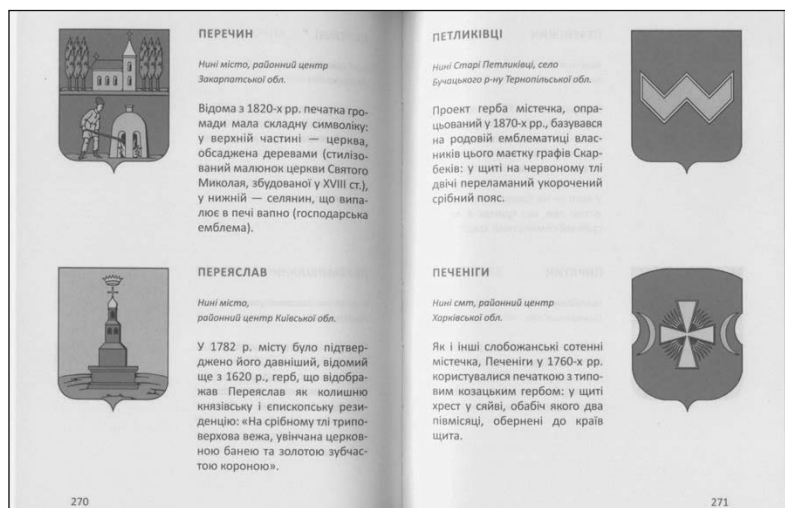 ПЕРЕЧИН
Нині місто, районний центр
Закарпатської обл.
Відома з 1820-х рр. печатка гро-
мади мала складну символіку:
у верхній частині — церква,
обсаджена деревами (стилізо-
ваний малюнок церкви Святого
Миколая, збудованої у XVIII ст.),
у нижній — селянин, що випа-
лює в печі вапно (господарська
емблема).
ПЕРЕЯСЛАВ
Нині місто,
районний центр Київської обл.
У 1782 р. місту було підтвер-
джено його давніший, відомий
ще з 1620 р., герб, що відобра-
жав Переяслав як колишню
князівську і єпископську рези-
денцію: «На срібному тлі трипо-
верхова вежа, увінчана церков-
ною банею та золотою зубчас-
тою короною».
270
ПЕТЛИКІВЦІ
Нині Старі Петликівці, село
Бучацького р-ну Тернопільської обл.
Проект герба містечка, опра-
цьований у 1870-х рр., базувався
на родовій емблематиці влас-
ників цього маєтку графів Скар-
беків: у щиті на червоному тлі
двічі переламаний укорочений
срібний пояс.
ПЕЧЕНІГИ
Нині смт, районний центр
Харківської обл.
Як і інші слобожанські сотенні
містечка, Печеніги у 1760-х рр.
користувалися печаткою з типо-
вим козацьким гербом: у щиті
хрест у сяйві, обабіч якого два
півмісяці, обернені до країв
щита.
271